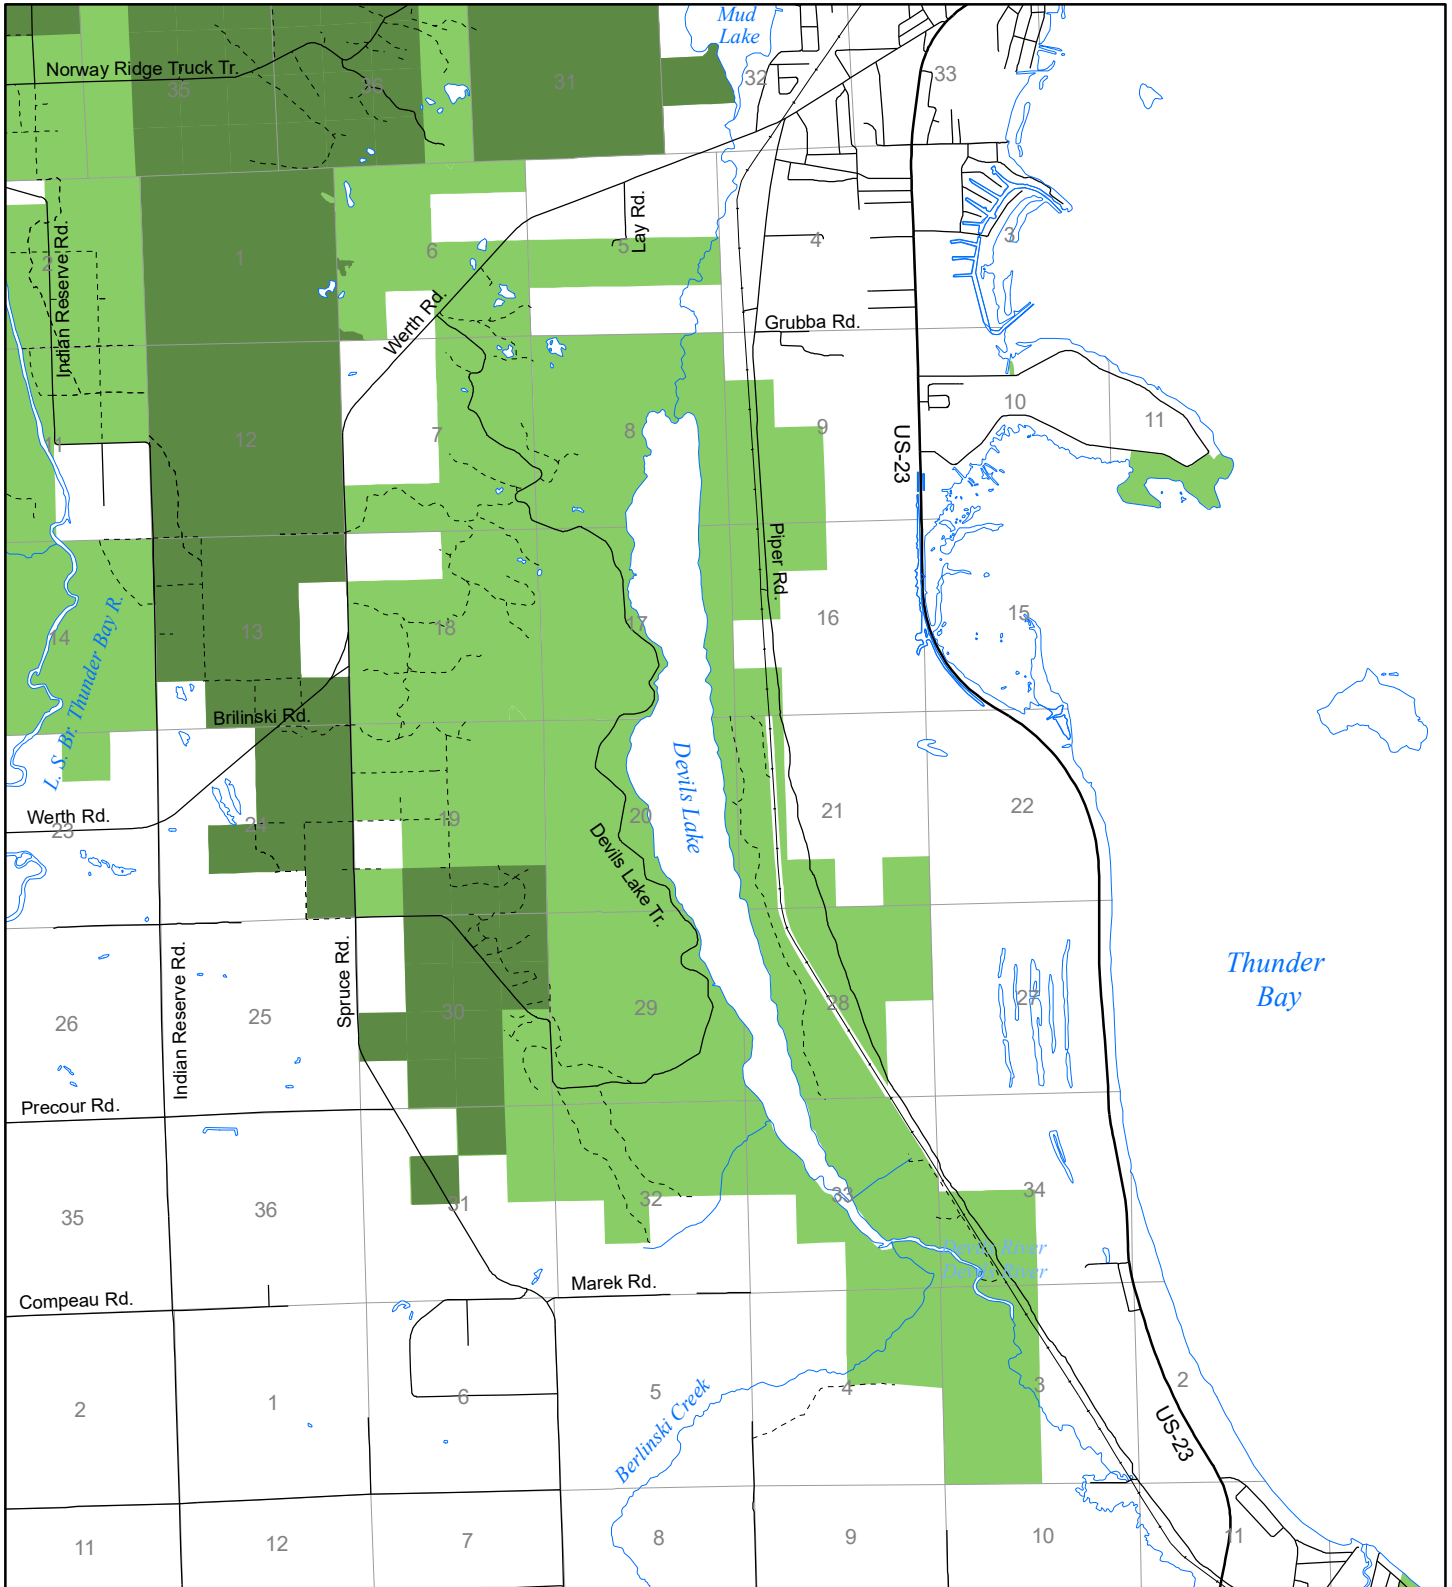 Mud
Lake
Norway Ridge Truck Tr.
35
36
31
32
33
Indian Reserve Rd.
2
1
6
5
Lay Rd.
4
3
Werth Rd.
Grubba Rd.
11
12
7
8
9
10
11
US-23
Piper Rd.
14
13
18
17
16
15
L. S. Br. Thunder Bay R.
Brilinski Rd.
Devils Lake
Werth Rd.
23
24
19
20
21
22
Devils Lake Tr.
Indian Reserve Rd.
Spruce Rd.
Thunder
Bay
26
25
30
29
28
27
Precour Rd.
35
36
31
32
33
34
Devils River
Devils River
Compeau Rd.
Marek Rd.
2
1
6
5
4
3
2
Berlinski Creek
US-23
11
12
7
8
9
10
11